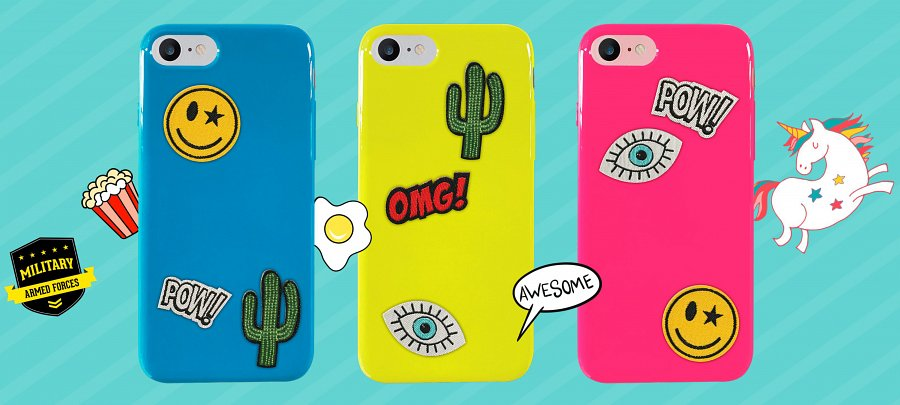 MILITARY
ARMED FORCES
POW!
OMG!
AWESOME
POW!